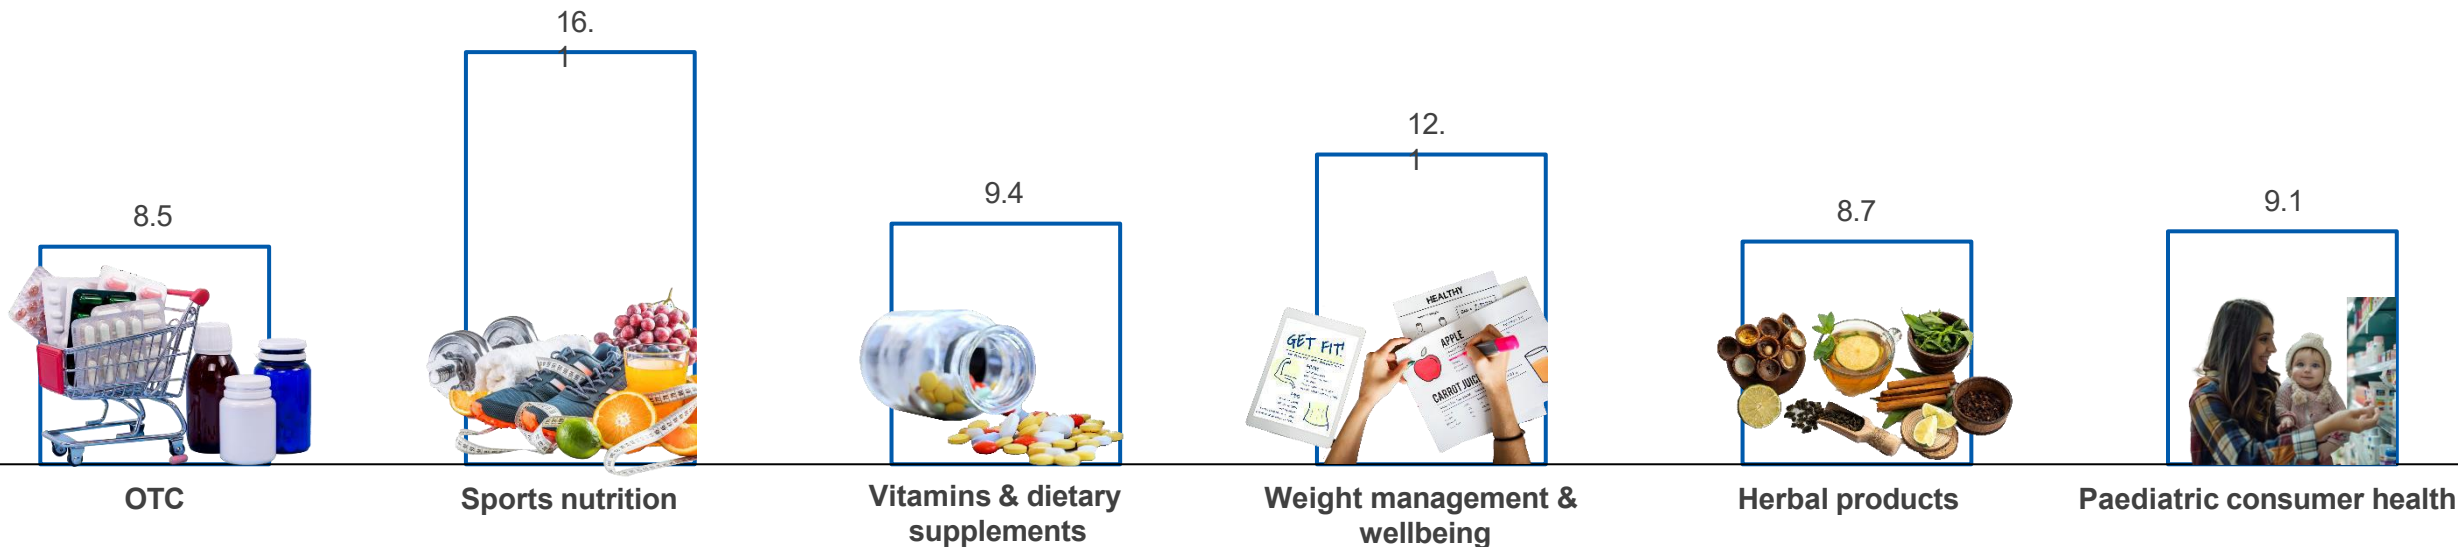 16.
1
12.
1
9.4
9.1
8.7
8.5
HEALTHY
GET FIT!
APPLE
CARROT JUICE
OTC
Sports nutrition
Vitamins & dietary
supplements
Weight management &
wellbeing
Herbal products
Paediatric consumer health